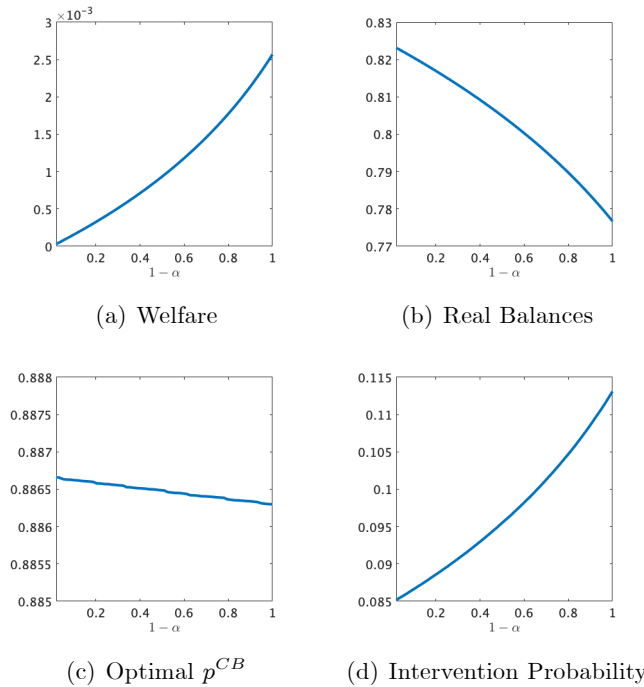 ×10⁻³
3
2.5
2
1.5
1
0.5
0
0.2 0.4 0.6 0.8 1
1 − α
(a) Welfare
0.83
0.82
0.81
0.8
0.79
0.78
0.77
0.2 0.4 0.6 0.8 1
1 − α
(b) Real Balances
0.888
0.8875
0.887
0.8865
0.886
0.8855
0.885
0.2 0.4 0.6 0.8 1
1 − α
(c) Optimal p^{CB}
0.115
0.11
0.105
0.1
0.095
0.09
0.085
0.2 0.4 0.6 0.8 1
1 − α
(d) Intervention Probability